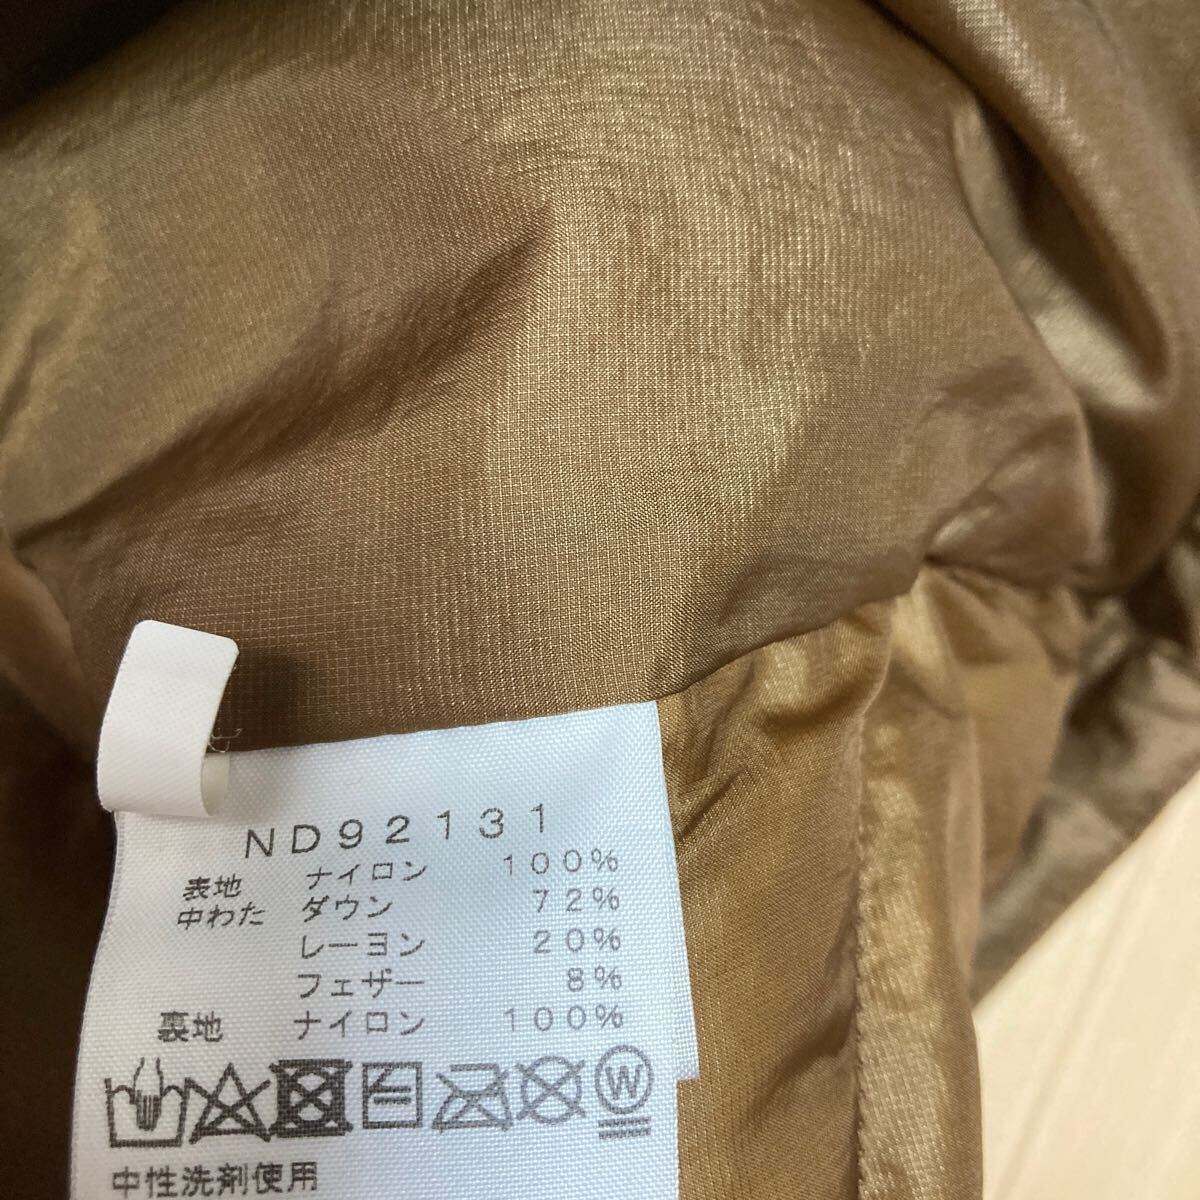 ND92131
表地 ナイロン 100%
中わた ダウン 72%
レーヨン 20%
フェザー 8%
裏地 ナイロン 100%
W
中性洗剤使用